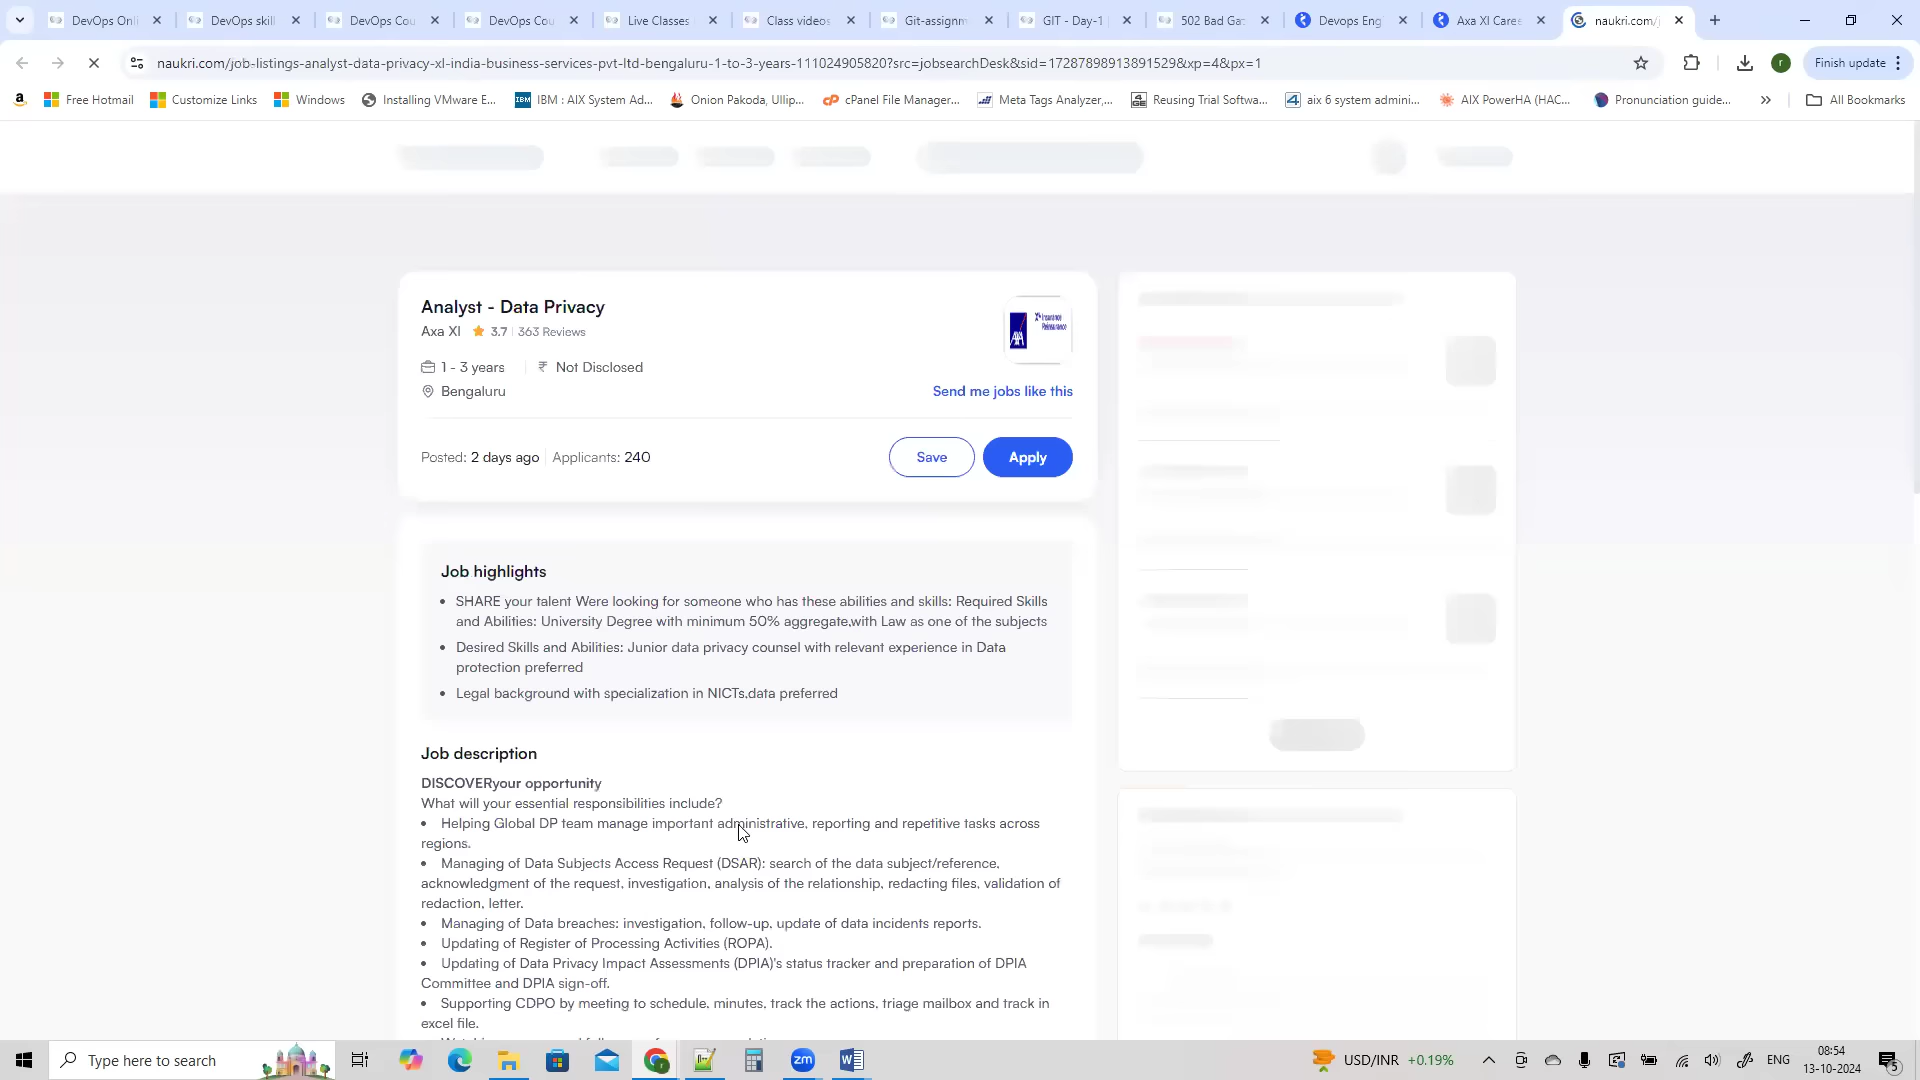 DevOps Onli
DevOps skill
DevOps Cou
DevOps Cou
Live Classes
Class videos
Git-assignm
GIT - Day-1
502 Bad Gat
Devops Eng
Axa Xl Caree
naukri.com/j
naukri.com/job-listings-analyst-data-privacy-xl-india-business-services-pvt-ltd-bengaluru-1-to-3-years-111024905820?src=jobsearchDesk&sid=17287898913891529&xp=4&px=1
r
Finish update
Free Hotmail
Customize Links
Windows
Installing VMware E...
IBM : AIX System Ad...
Onion Pakoda, Ullip...
cPanel File Manager...
Meta Tags Analyzer,...
Reusing Trial Softwa...
aix 6 system admini...
AIX PowerHA (HAC...
Pronunciation guide...
All Bookmarks
Analyst - Data Privacy
Axa Xl 3.7 363 Reviews
1 - 3 years ₹ Not Disclosed
Bengaluru
Send me jobs like this
Posted: 2 days ago Applicants: 240
Save
Apply
Job highlights
• SHARE your talent Were looking for someone who has these abilities and skills: Required Skills
and Abilities: University Degree with minimum 50% aggregate,with Law as one of the subjects
• Desired Skills and Abilities: Junior data privacy counsel with relevant experience in Data
protection preferred
• Legal background with specialization in NICTs.data preferred
Job description
DISCOVERyour opportunity
What will your essential responsibilities include?
• Helping Global DP team manage important administrative, reporting and repetitive tasks across
regions.
• Managing of Data Subjects Access Request (DSAR): search of the data subject/reference,
acknowledgment of the request, investigation, analysis of the relationship, redacting files, validation of
redaction, letter.
• Managing of Data breaches: investigation, follow-up, update of data incidents reports.
• Updating of Register of Processing Activities (ROPA).
• Updating of Data Privacy Impact Assessments (DPIA)'s status tracker and preparation of DPIA
Committee and DPIA sign-off.
• Supporting CDPO by meeting to schedule, minutes, track the actions, triage mailbox and track in
excel file.
Type here to search
zm
USD/INR +0.19%
ENG
08:54
13-10-2024
5